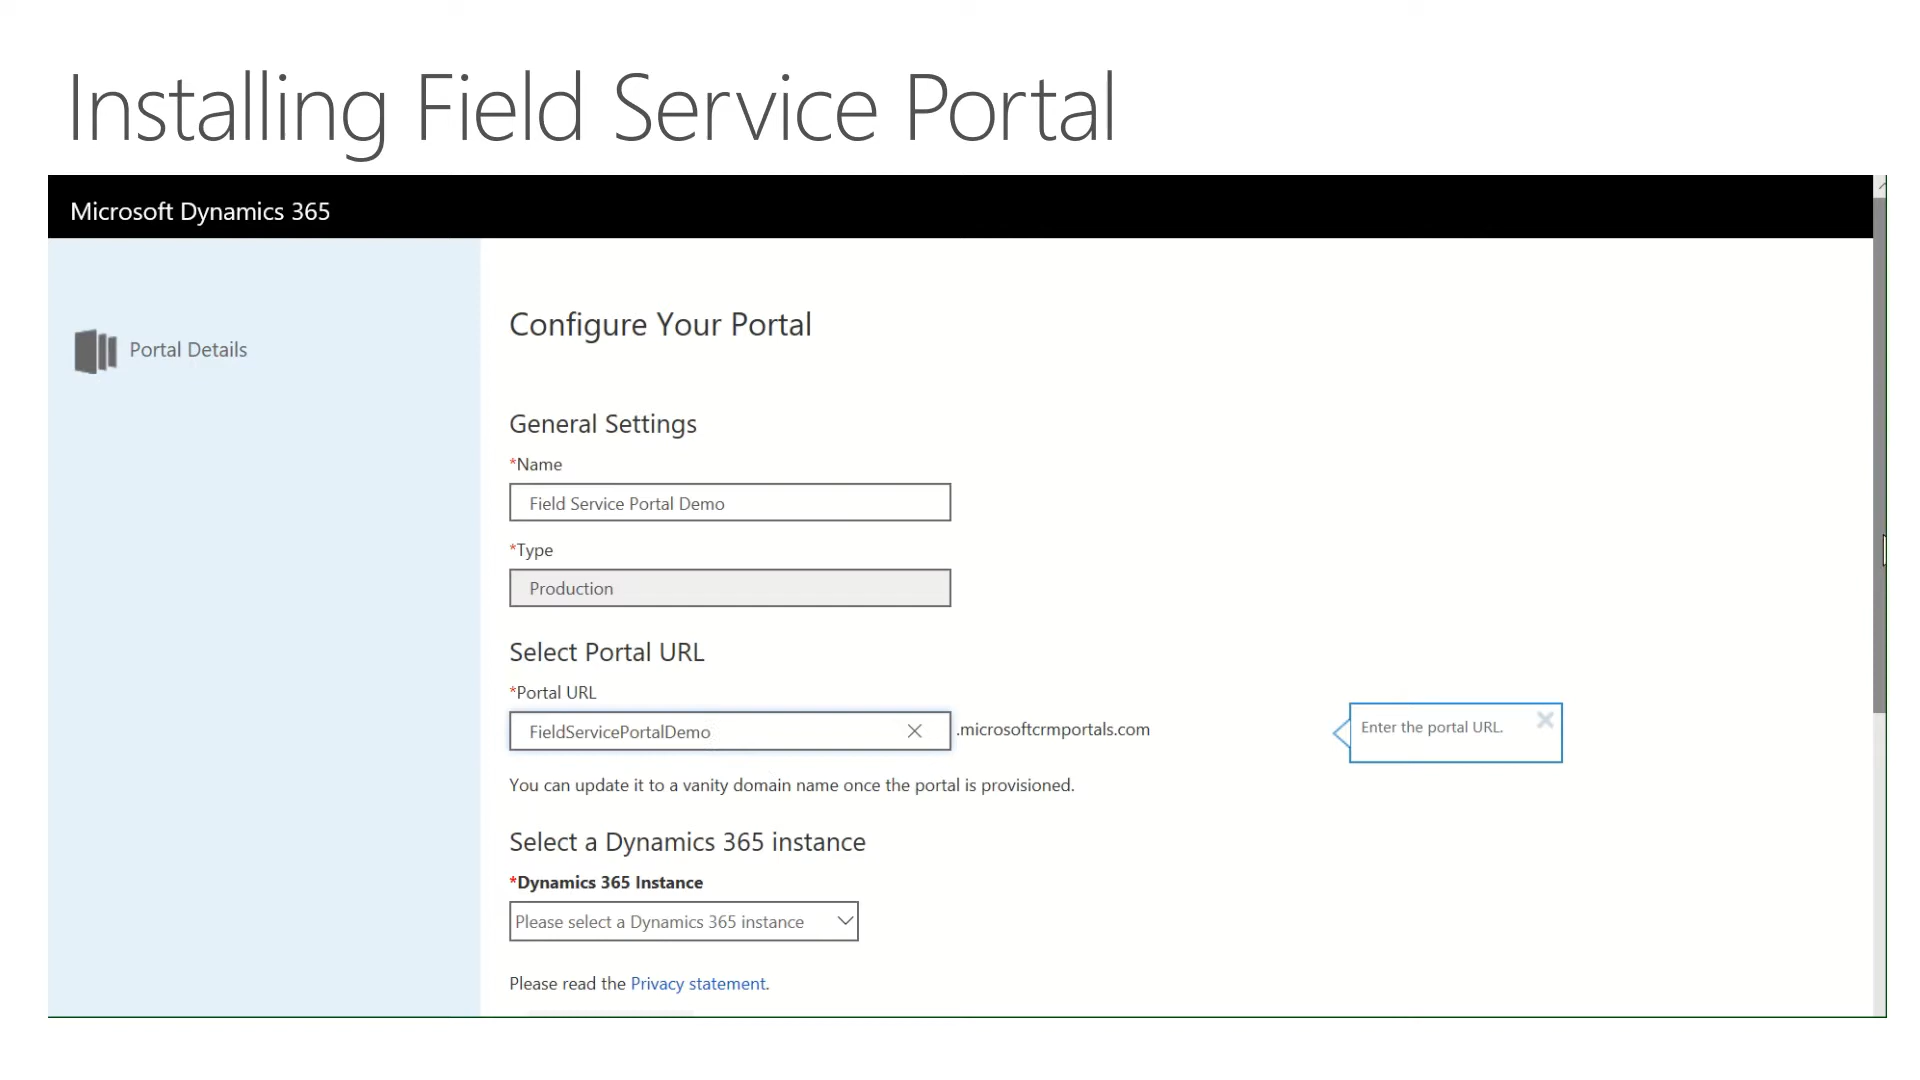 Installing Field Service Portal
Microsoft Dynamics 365
Portal Details
Configure Your Portal
General Settings
*Name
Field Service Portal Demo
*Type
Production
Select Portal URL
*Portal URL
FieldServicePortalDemo .microsoftcrmportals.com
Enter the portal URL.
You can update it to a vanity domain name once the portal is provisioned.
Select a Dynamics 365 instance
*Dynamics 365 Instance
Please select a Dynamics 365 instance
Please read the Privacy statement.